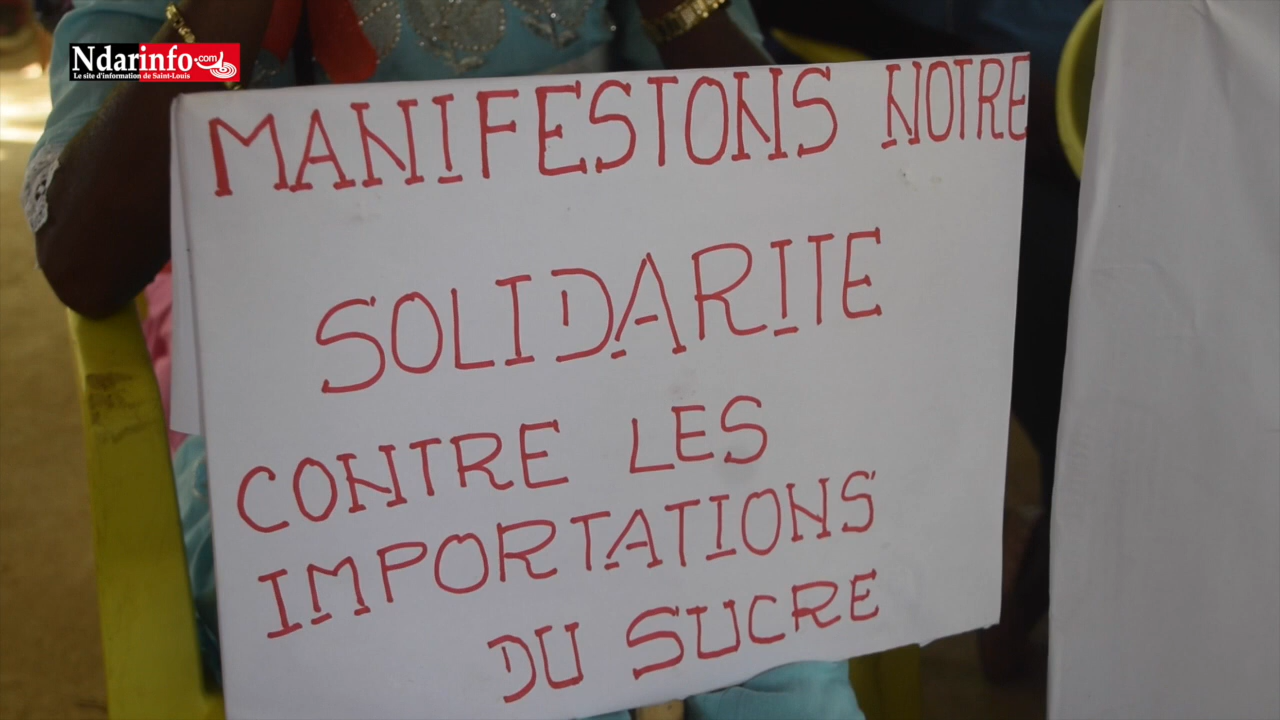 Ndarinfo.com
Le site d'information de Saint-Louis
MANIFESTONS NOTRE
SOLIDARITE
CONTRE LES
IMPORTATIONS
DU SUCRE